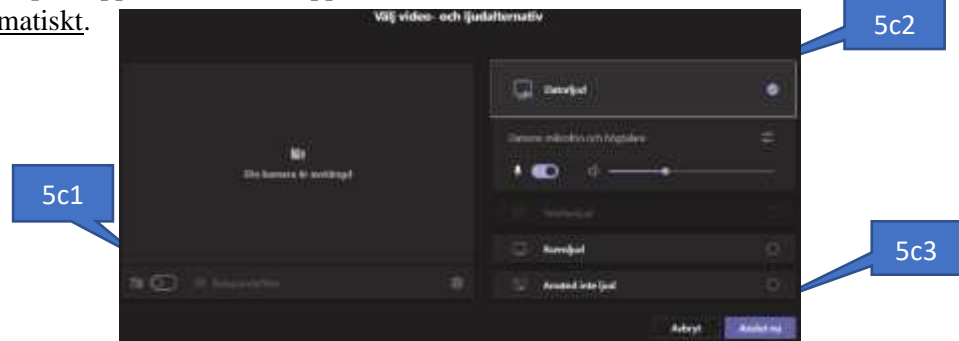 matiskt.
Välj video- och ljudalternativ
5c2
Datorljud
Datorns mikrofon och högtalare
Din kamera är avstängd
5c1
Rumsljud
5c3
Använd inte ljud
Avbryt
Anslut nu